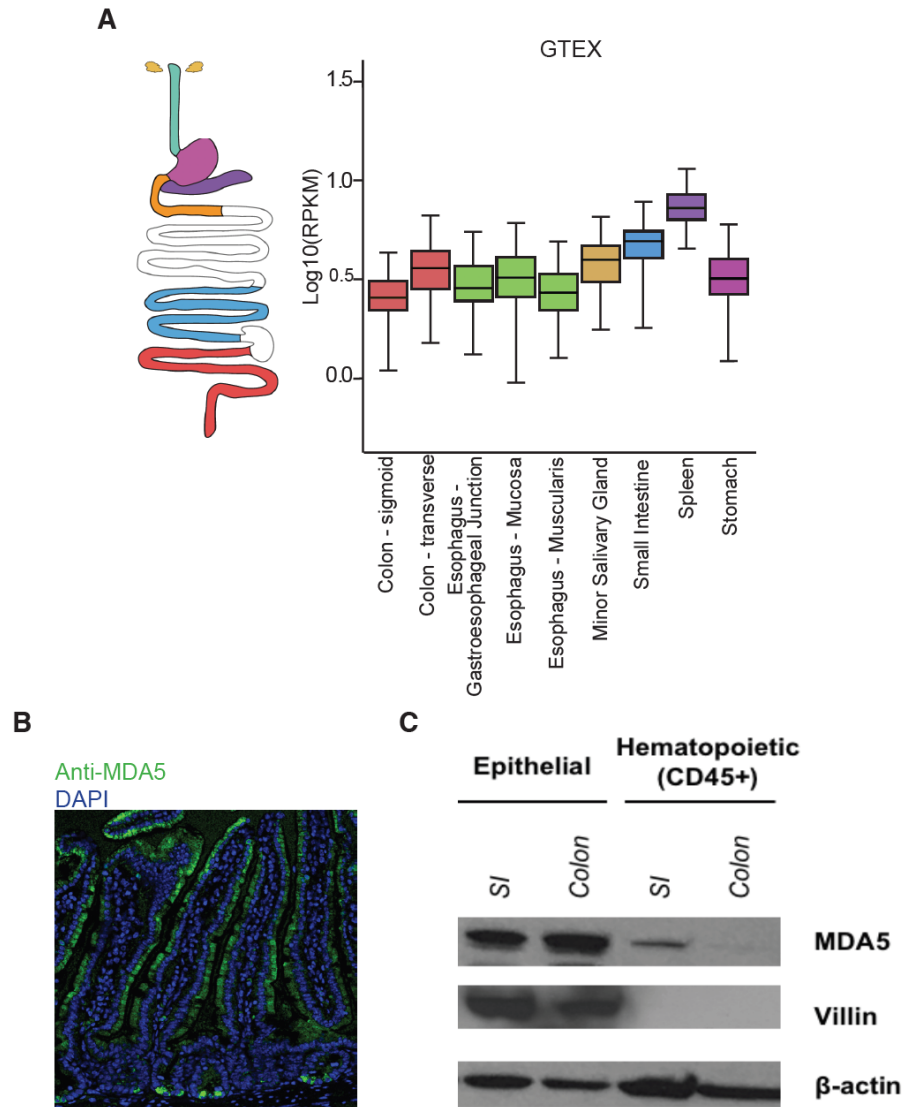 A
GTEX
Log10(RPKM)
1.5
1.0
0.5
0.0
Colon - sigmoid
Colon - transverse
Esophagus -
Gastroesophageal Junction
Esophagus - Mucosa
Esophagus - Muscularis
Minor Salivary Gland
Small Intestine
Spleen
Stomach
B
Anti-MDA5
DAPI
C
Epithelial
Hematopoietic
(CD45+)
SI
Colon
SI
Colon
MDA5
Villin
β-actin